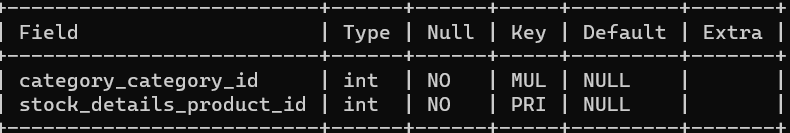 | Field | Type | Null | Key | Default | Extra |
| category_category_id | int | NO | MUL | NULL | |
| stock_details_product_id | int | NO | PRI | NULL | |